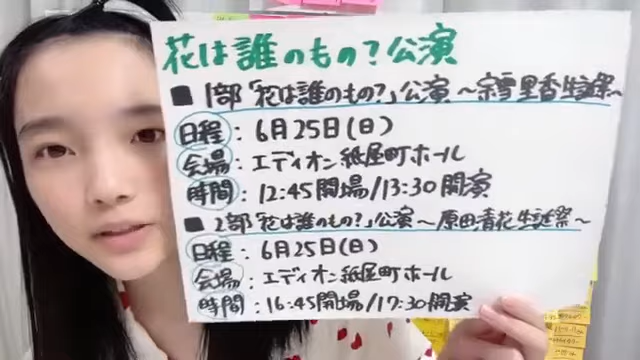 花は誰のもの?公演
■ 1部「花は誰のもの?」公演 ~宗雪里香生誕祭~
日程 : 6月25日(日)
会場 : エディオン紙屋町ホール
時間 : 12:45開場/13:30開演
■ 2部「花は誰のもの?」公演 ~原田清花生誕祭~
日程 : 6月25日(日)
会場 : エディオン紙屋町ホール
時間 : 16:45開場/17:30開演